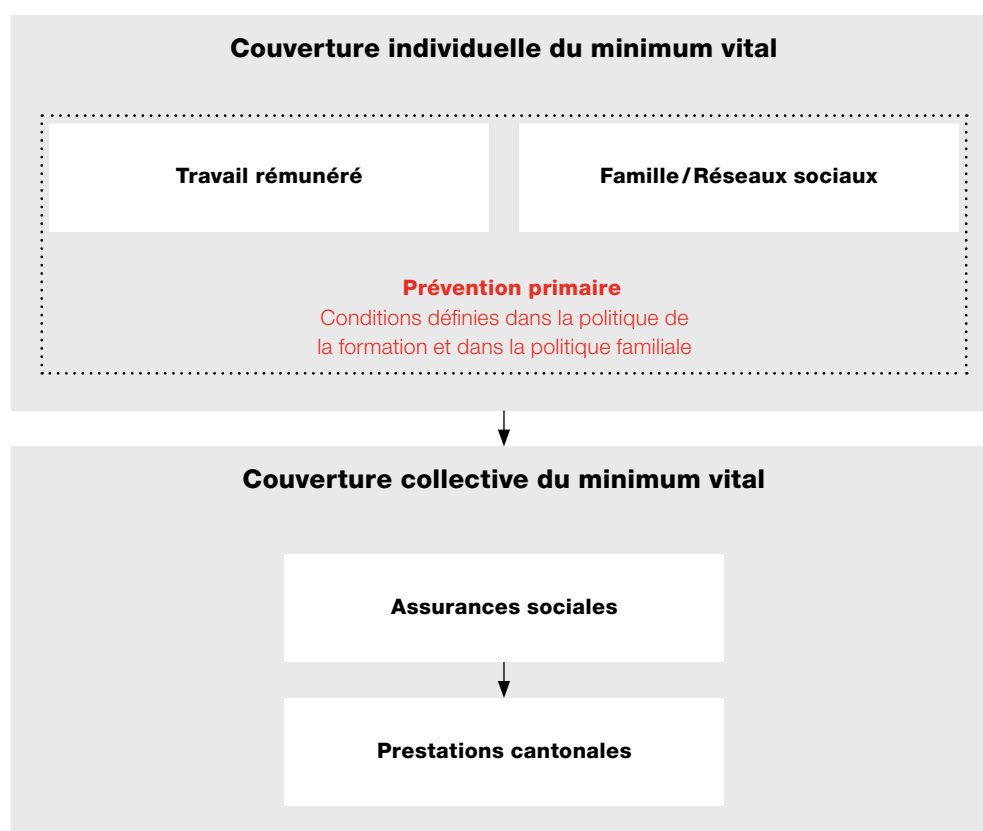 Couverture individuelle du minimum vital
Travail rémunéré
Famille/Réseaux sociaux
Prévention primaire
Conditions définies dans la politique de
la formation et dans la politique familiale
Couverture collective du minimum vital
Assurances sociales
Prestations cantonales